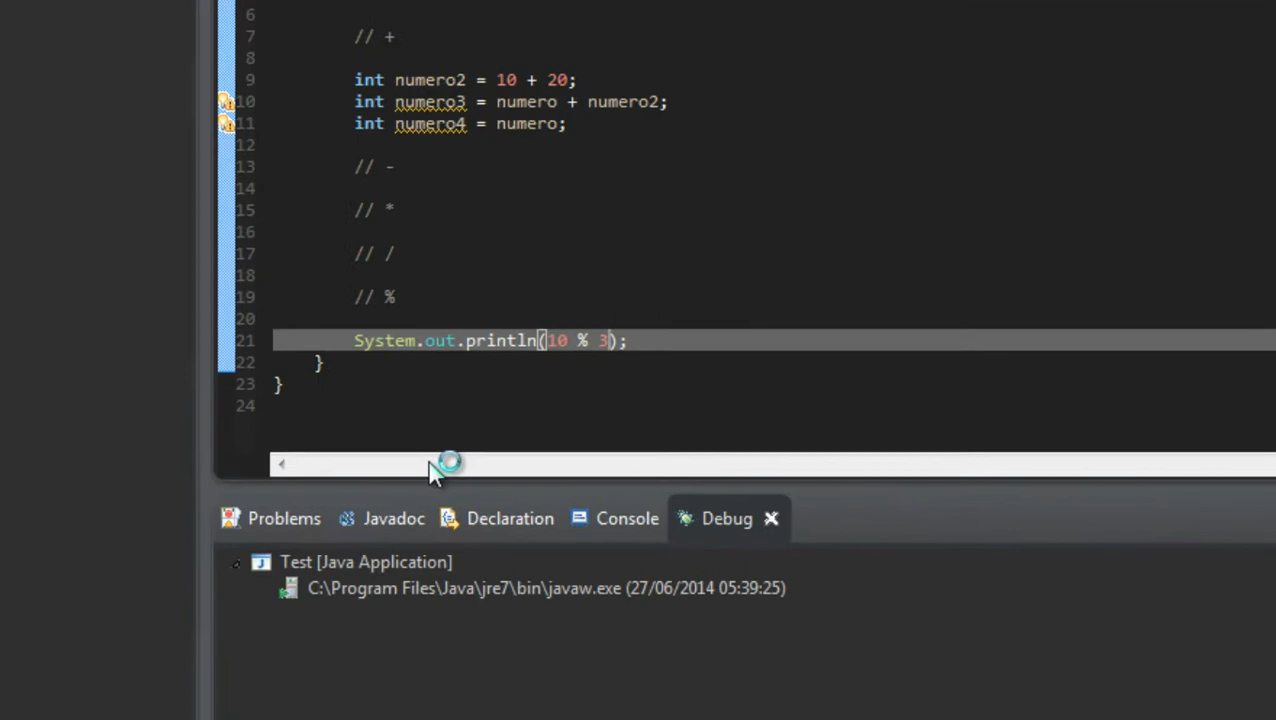 6
7 // +
8
9 int numero2 = 10 + 20;
10 int numero3 = numero + numero2;
11 int numero4 = numero;
12
13 // -
14
15 // *
16
17 // /
18
19 // %
20
21 System.out.println(10 % 3);
22 }
23 }
24
Problems Javadoc Declaration Console Debug
Test [Java Application]
C:\Program Files\Java\jre7\bin\javaw.exe (27/06/2014 05:39:25)